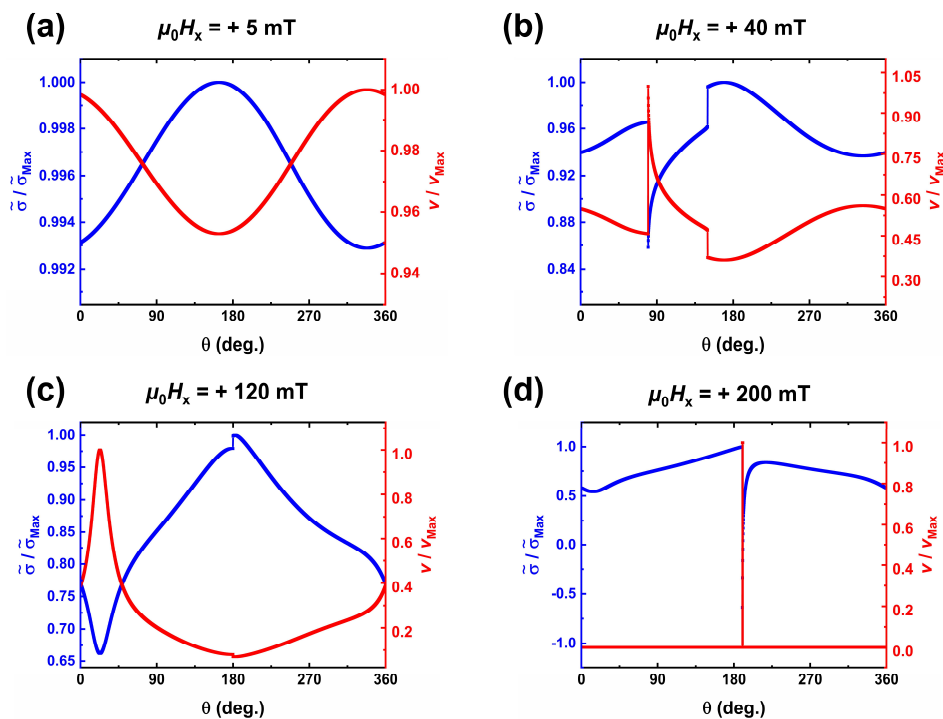 (a) μ₀Hₓ = + 5 mT
1.000
0.998
0.996
0.994
0.992
σ̃ / σ̃Max
1.00
0.98
0.96
0.94
v / vMax
0 90 180 270 360
θ (deg.)
(b) μ₀Hₓ = + 40 mT
1.00
0.96
0.92
0.88
0.84
σ̃ / σ̃Max
1.05
0.90
0.75
0.60
0.45
0.30
v / vMax
0 90 180 270 360
θ (deg.)
(c) μ₀Hₓ = + 120 mT
1.00
0.95
0.90
0.85
0.80
0.75
0.70
0.65
σ̃ / σ̃Max
1.0
0.8
0.6
0.4
0.2
v / vMax
0 90 180 270 360
θ (deg.)
(d) μ₀Hₓ = + 200 mT
1.0
0.5
0.0
-0.5
-1.0
σ̃ / σ̃Max
1.0
0.8
0.6
0.4
0.2
0.0
v / vMax
0 90 180 270 360
θ (deg.)